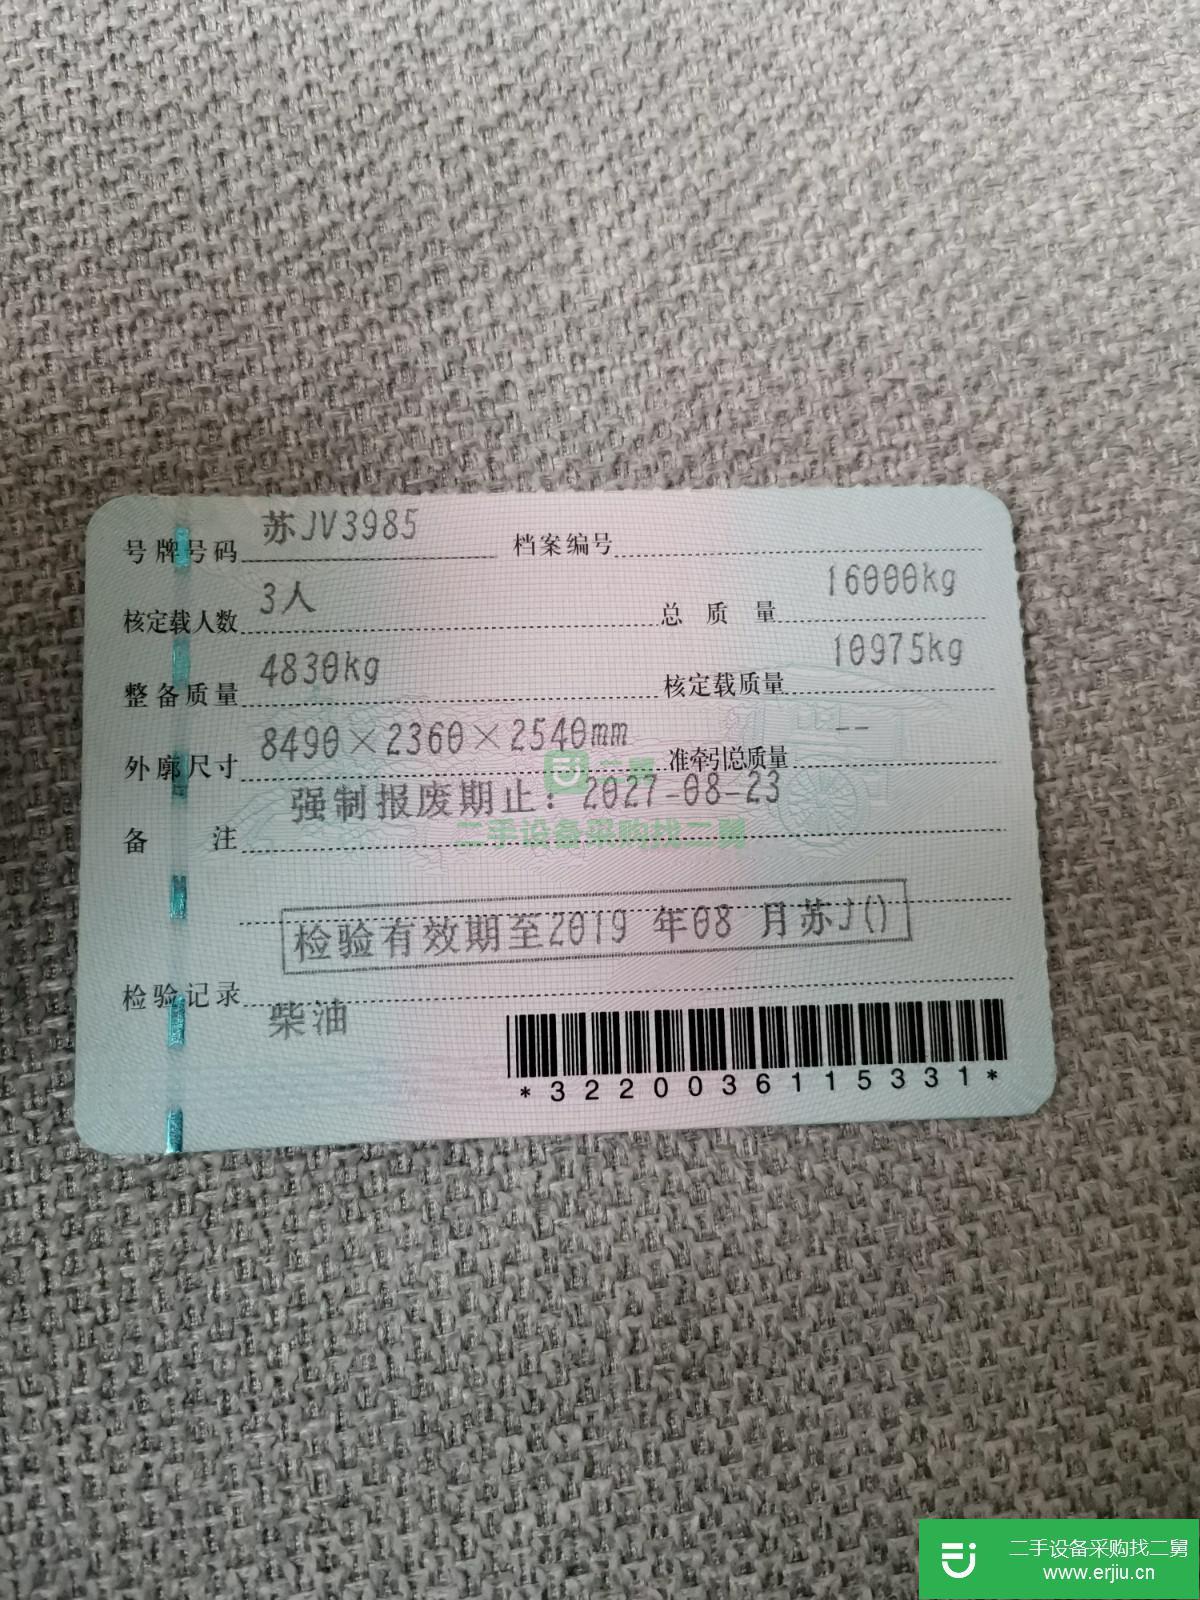 号牌号码 苏JV3985 档案编号
核定载人数 3人 总质量 16000kg
整备质量 4830kg 核定载质量 10975kg
外廓尺寸 8490×2360×2540mm 准牵引总质量 --
备注 强制报废期止：2027-08-23
二舅
二手设备采购找二舅
检验有效期至2019 年08 月苏J()
检验记录
柴油
*3220036115331*
二手设备采购找二舅
www.erjiu.cn